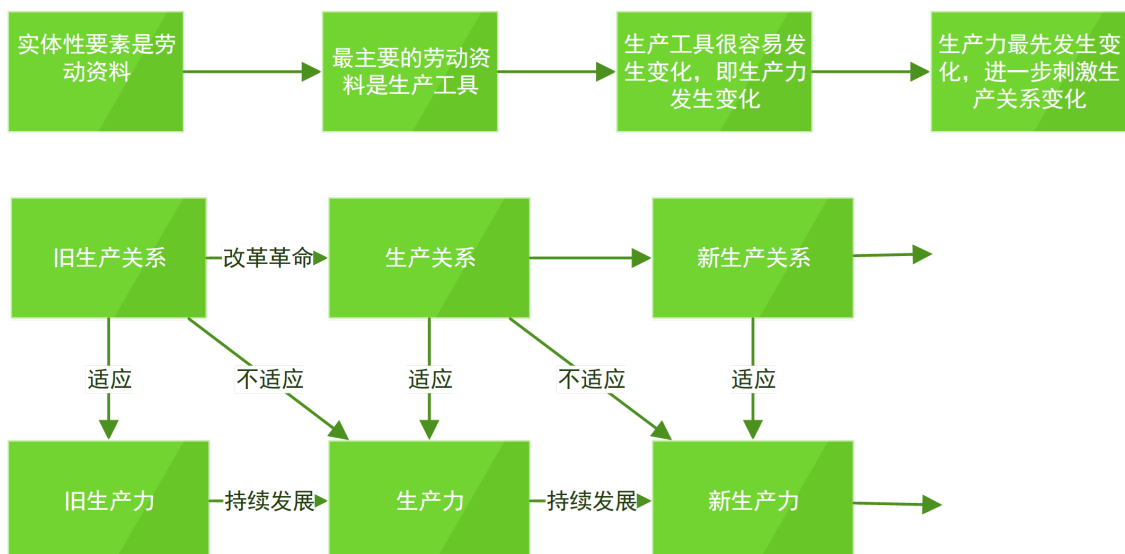 实体性要素是劳
动资料
最主要的劳动资
料是生产工具
生产工具很容易发
生变化，即生产力
发生变化
生产力最先发生变
化，进一步刺激生
产关系变化
旧生产关系
改革革命
生产关系
新生产关系
适应
不适应
适应
不适应
适应
旧生产力
持续发展
生产力
持续发展
新生产力